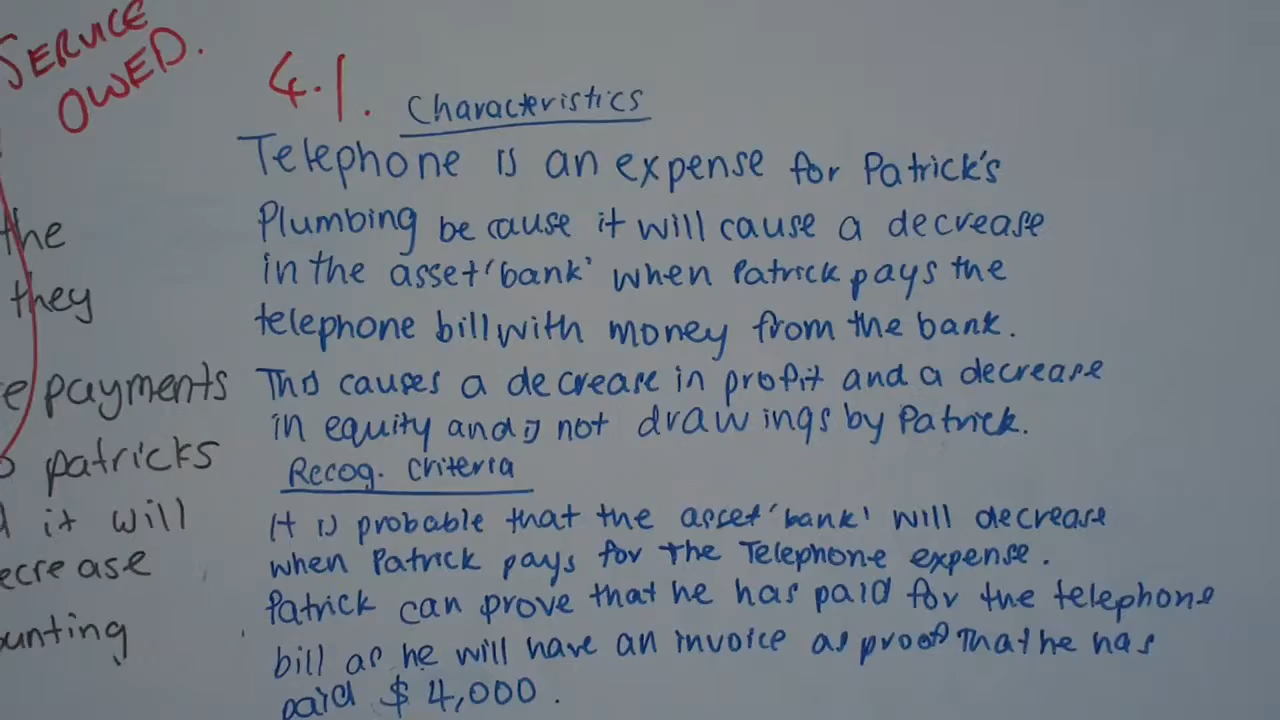 SERVICE
OWED.
the
they
e payments
patricks
it will
ecrease
ounting
4.1. Characteristics
Telephone is an expense for Patrick's
Plumbing be cause it will cause a decrease
in the asset 'bank' when Patrick pays the
telephone bill with money from the bank.
This causes a decrease in profit and a decrease
in equity and is not drawings by Patrick.
Recog. Criteria
It is probable that the asset 'bank' will decrease
when Patrick pays for the Telephone expense.
Patrick can prove that he has paid for the telephone
bill as he will have an invoice as proof that he has
paid $4,000.